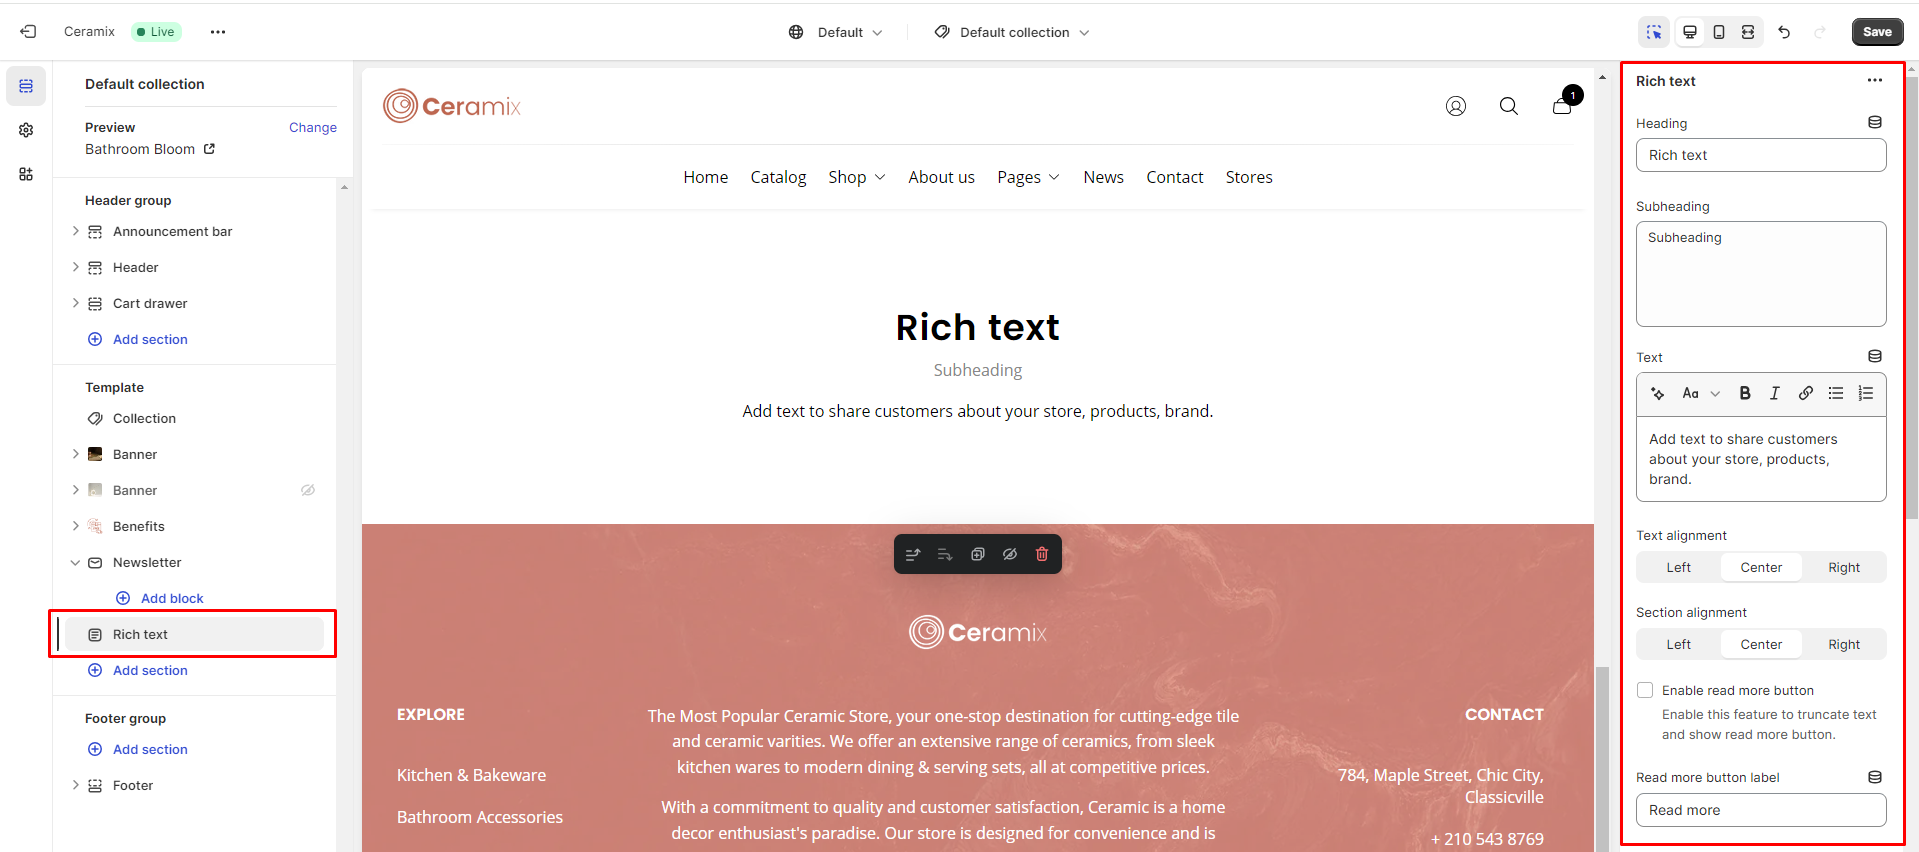 Ceramix
Live
Default
Default collection
Save
Default collection
Preview
Change
Bathroom Bloom
Header group
Announcement bar
Header
Cart drawer
Add section
Template
Collection
Banner
Banner
Benefits
Newsletter
Add block
Rich text
Add section
Footer group
Add section
Footer
Ceramix
1
Home
Catalog
Shop
About us
Pages
News
Contact
Stores
Rich text
Subheading
Add text to share customers about your store, products, brand.
Ceramix
EXPLORE
Kitchen & Bakeware
Bathroom Accessories
The Most Popular Ceramic Store, your one-stop destination for cutting-edge tile
and ceramic varities. We offer an extensive range of ceramics, from sleek
kitchen wares to modern dining & serving sets, all at competitive prices.
With a commitment to quality and customer satisfaction, Ceramic is a home
decor enthusiast's paradise. Our store is designed for convenience and is
CONTACT
784, Maple Street, Chic City,
Classicville
+ 210 543 8769
Rich text
Heading
Rich text
Subheading
Subheading
Text
Aa
B
I
Add text to share customers
about your store, products,
brand.
Text alignment
Left
Center
Right
Section alignment
Left
Center
Right
Enable read more button
Enable this feature to truncate text
and show read more button.
Read more button label
Read more